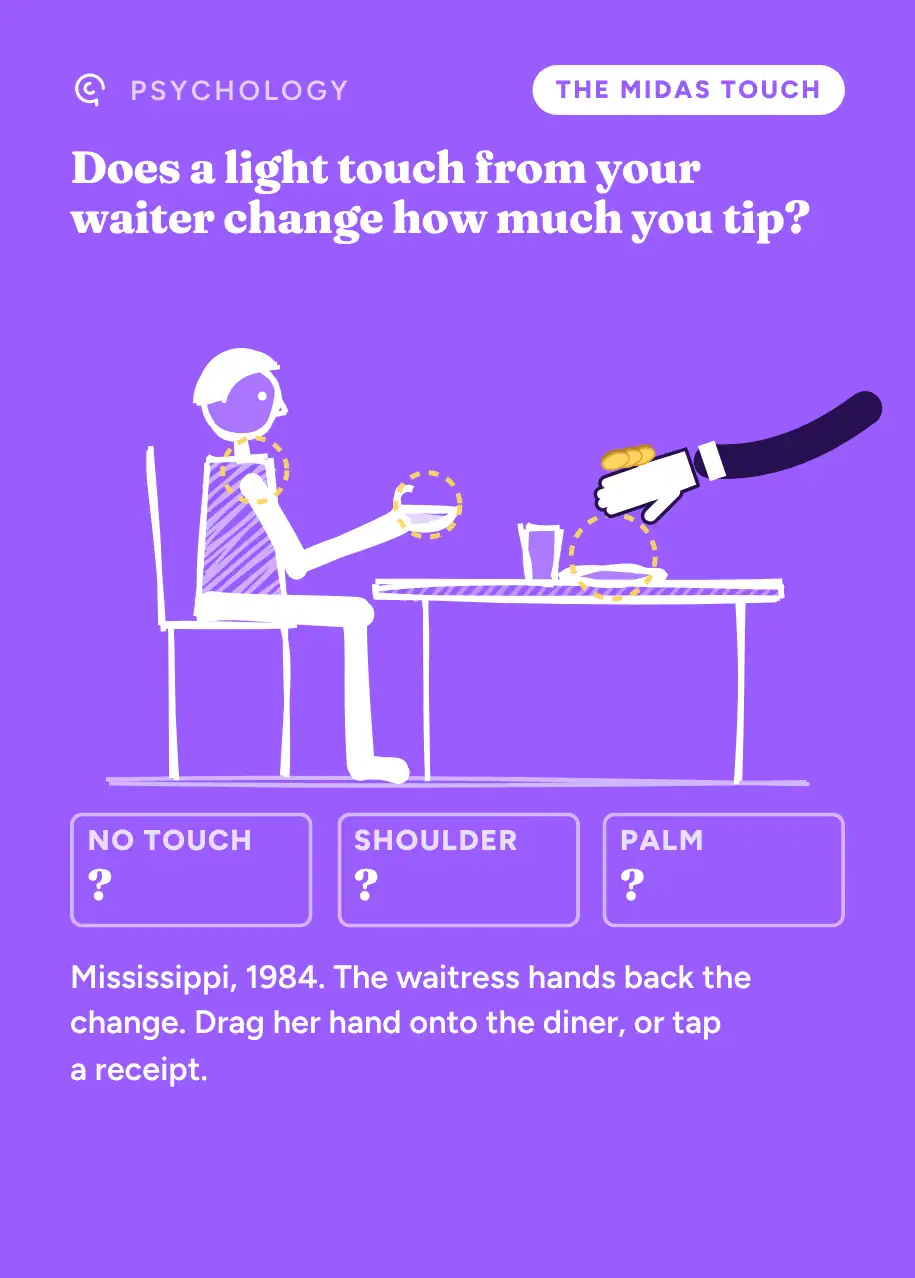 PSYCHOLOGY
THE MIDAS TOUCH
Does a light touch from your
waiter change how much you tip?
NO TOUCH
?
SHOULDER
?
PALM
?
Mississippi, 1984. The waitress hands back the
change. Drag her hand onto the diner, or tap
a receipt.